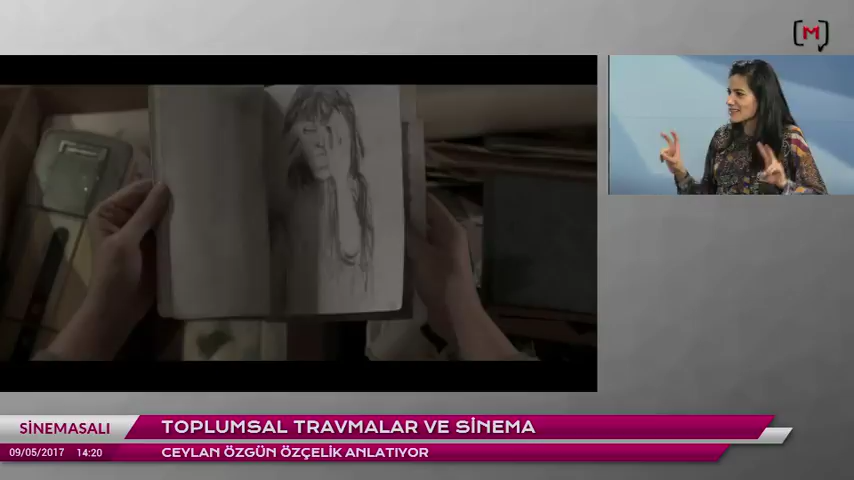 M
SİNEMASALI
TOPLUMSAL TRAVMALAR VE SİNEMA
09/05/2017 14:20
CEYLAN ÖZGÜN ÖZÇELİK ANLATIYOR